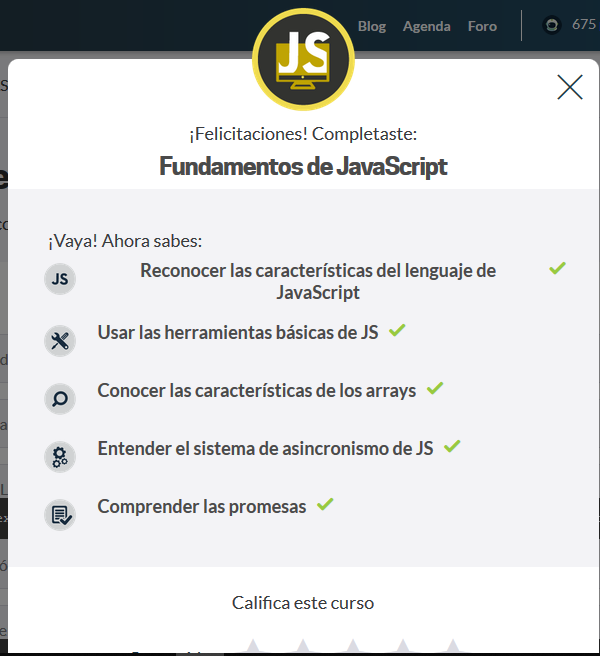 Blog Agenda Foro 675
JS
¡Felicitaciones! Completaste:
Fundamentos de JavaScript
¡Vaya! Ahora sabes:
JS
Reconocer las características del lenguaje de
JavaScript
Usar las herramientas básicas de JS
Conocer las características de los arrays
Entender el sistema de asincronismo de JS
Comprender las promesas
Califica este curso